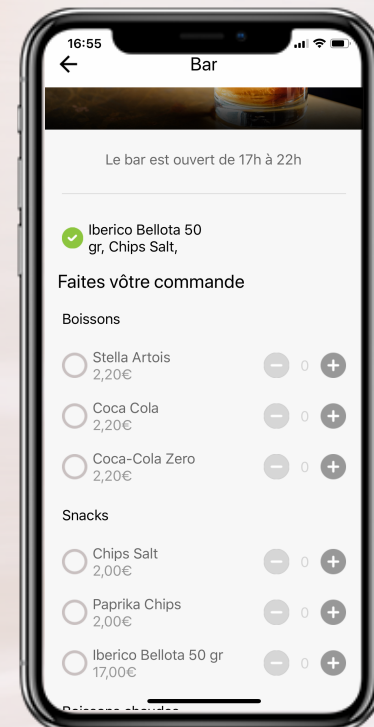 16:55
Bar
Le bar est ouvert de 17h à 22h
Iberico Bellota 50
gr, Chips Salt,
Faites vôtre commande
Boissons
Stella Artois
2,20€
0
Coca Cola
2,20€
0
Coca-Cola Zero
2,20€
0
Snacks
Chips Salt
2,00€
0
Paprika Chips
2,00€
0
Iberico Bellota 50 gr
17,00€
0
Boissons chaudes